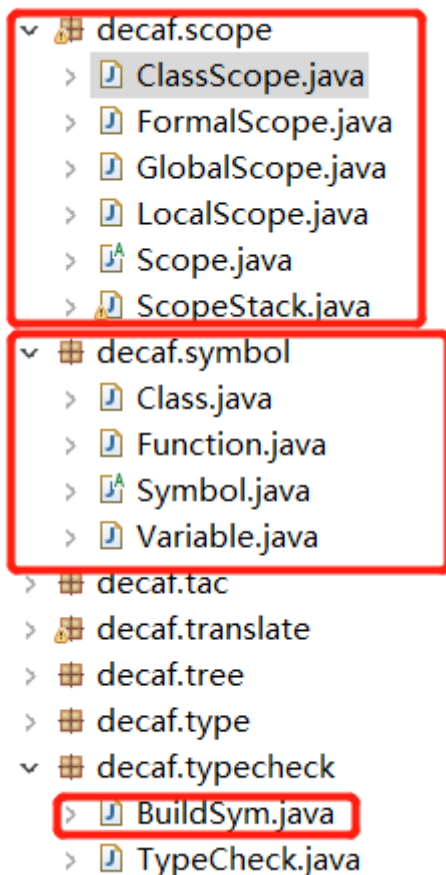 decaf.scope
ClassScope.java
FormalScope.java
GlobalScope.java
LocalScope.java
Scope.java
ScopeStack.java
decaf.symbol
Class.java
Function.java
Symbol.java
Variable.java
decaf.tac
decaf.translate
decaf.tree
decaf.type
decaf.typecheck
BuildSym.java
TypeCheck.java